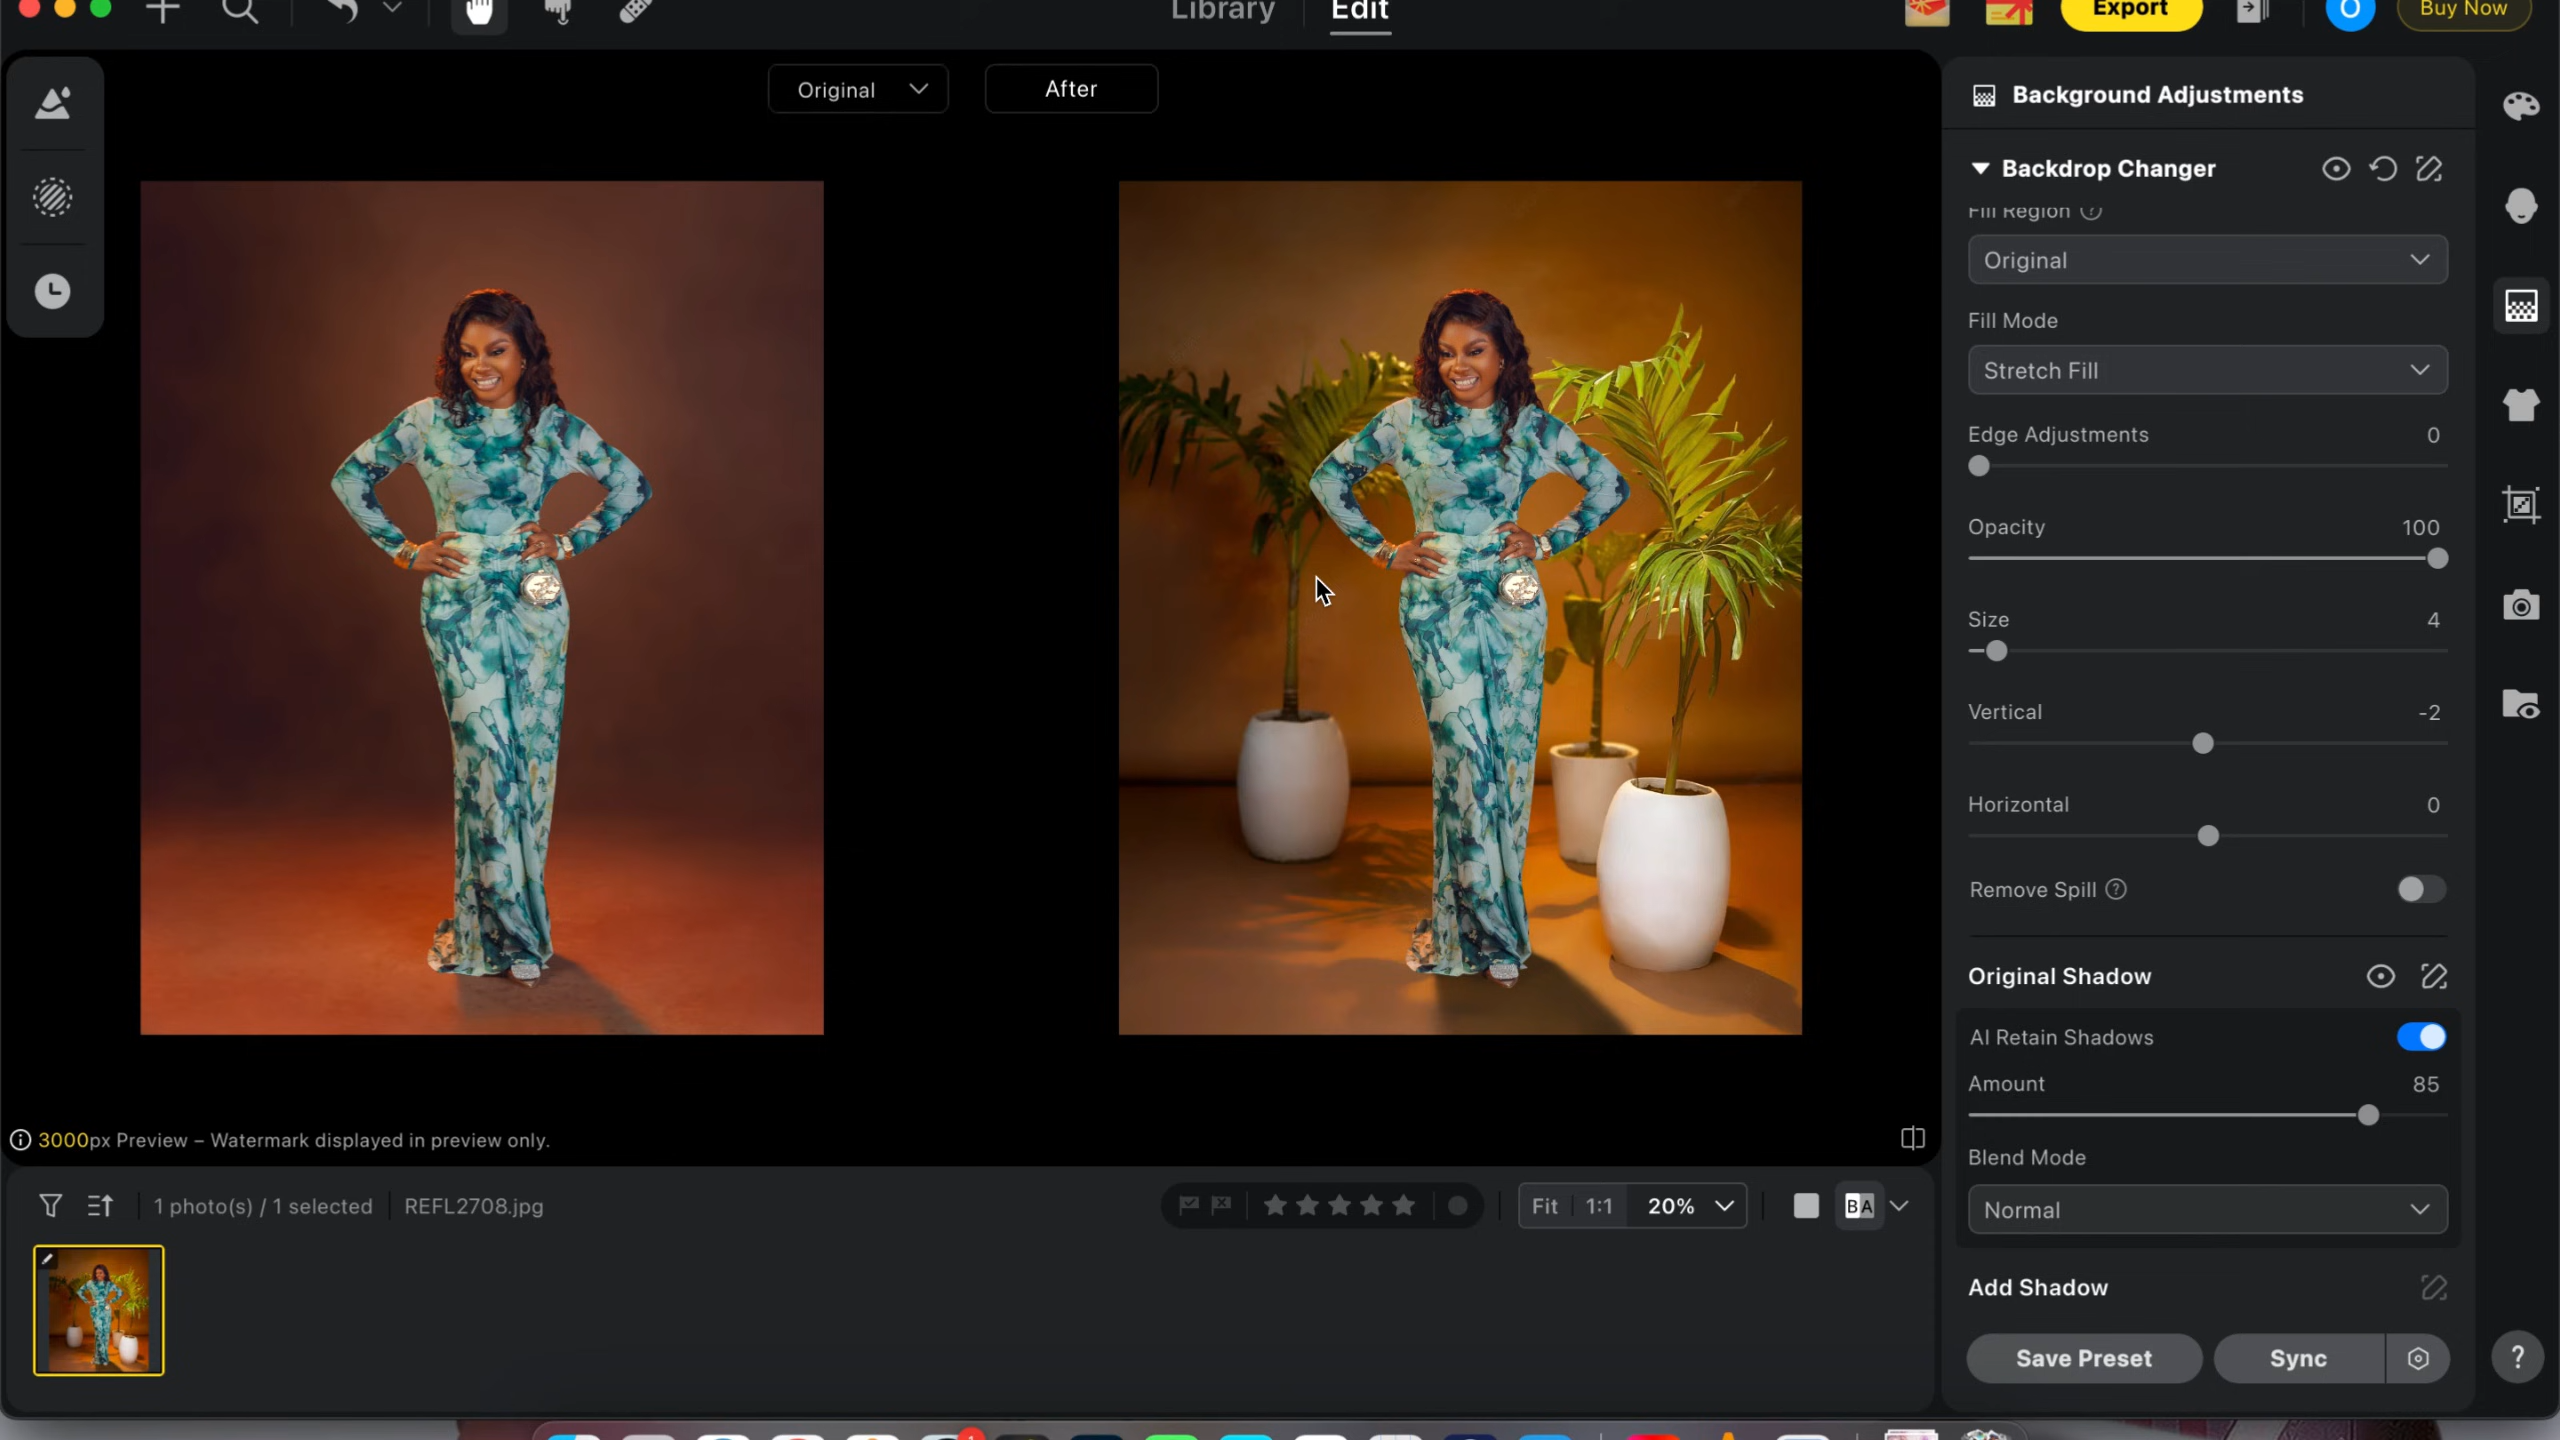 Library
Edit
Export
O
Buy Now
Original
After
Background Adjustments
Backdrop Changer
Fill Region ?
Original
Fill Mode
Stretch Fill
Edge Adjustments 0
Opacity 100
Size 4
Vertical -2
Horizontal 0
Remove Spill ?
Original Shadow
AI Retain Shadows
Amount 85
Blend Mode
Normal
Add Shadow
Save Preset
Sync
?
3000px Preview – Watermark displayed in preview only.
1 photo(s) / 1 selected
REFL2708.jpg
Fit
1:1
20%
BA
1